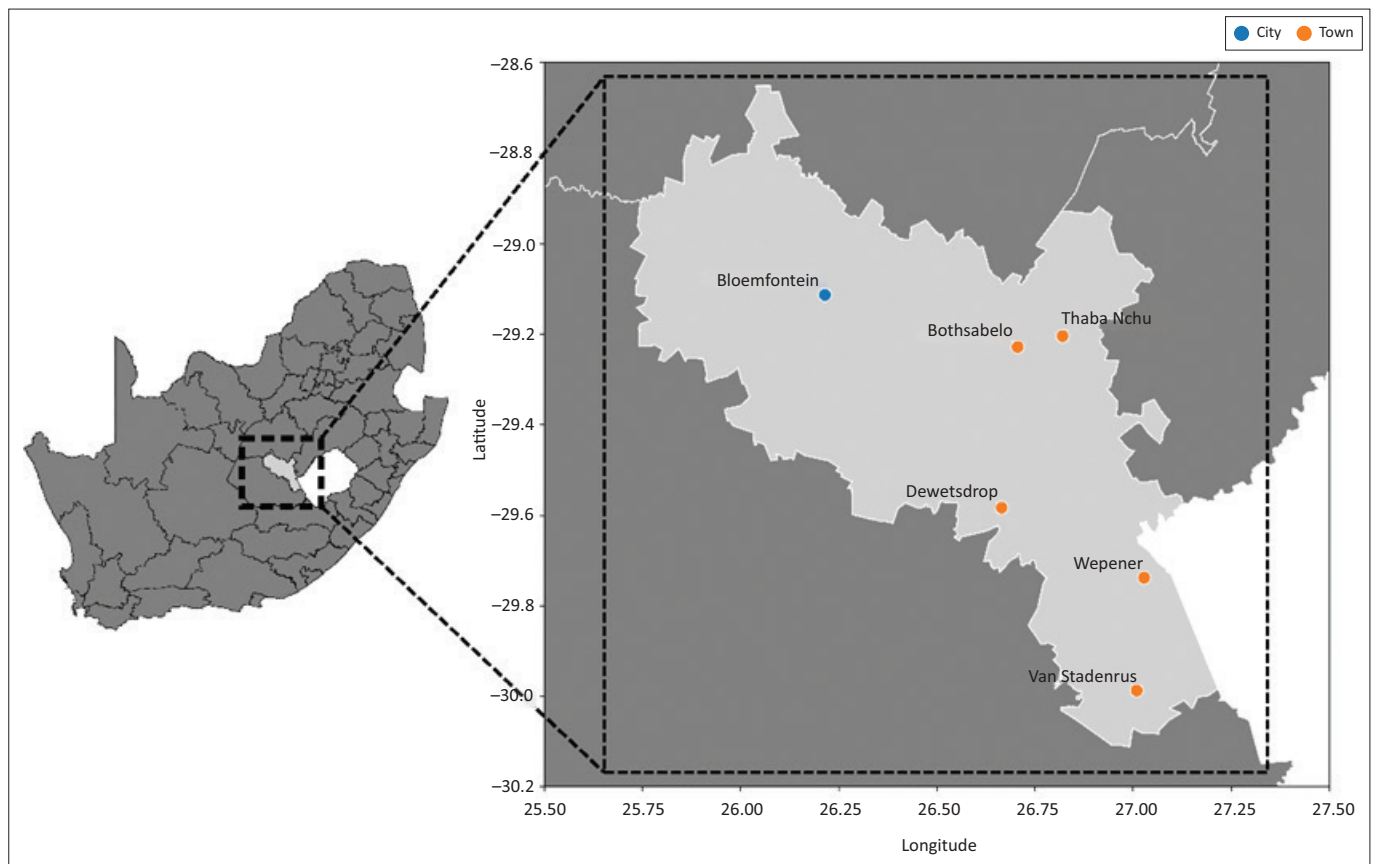 City Town
−28.6
−28.8
−29.0
−29.2
−29.4
−29.6
−29.8
−30.0
−30.2
Latitude
Bloemfontein
Thaba Nchu
Bothsabelo
Dewetsdrop
Wepener
Van Stadenrus
25.50 25.75 26.00 26.25 26.50 26.75 27.00 27.25 27.50
Longitude